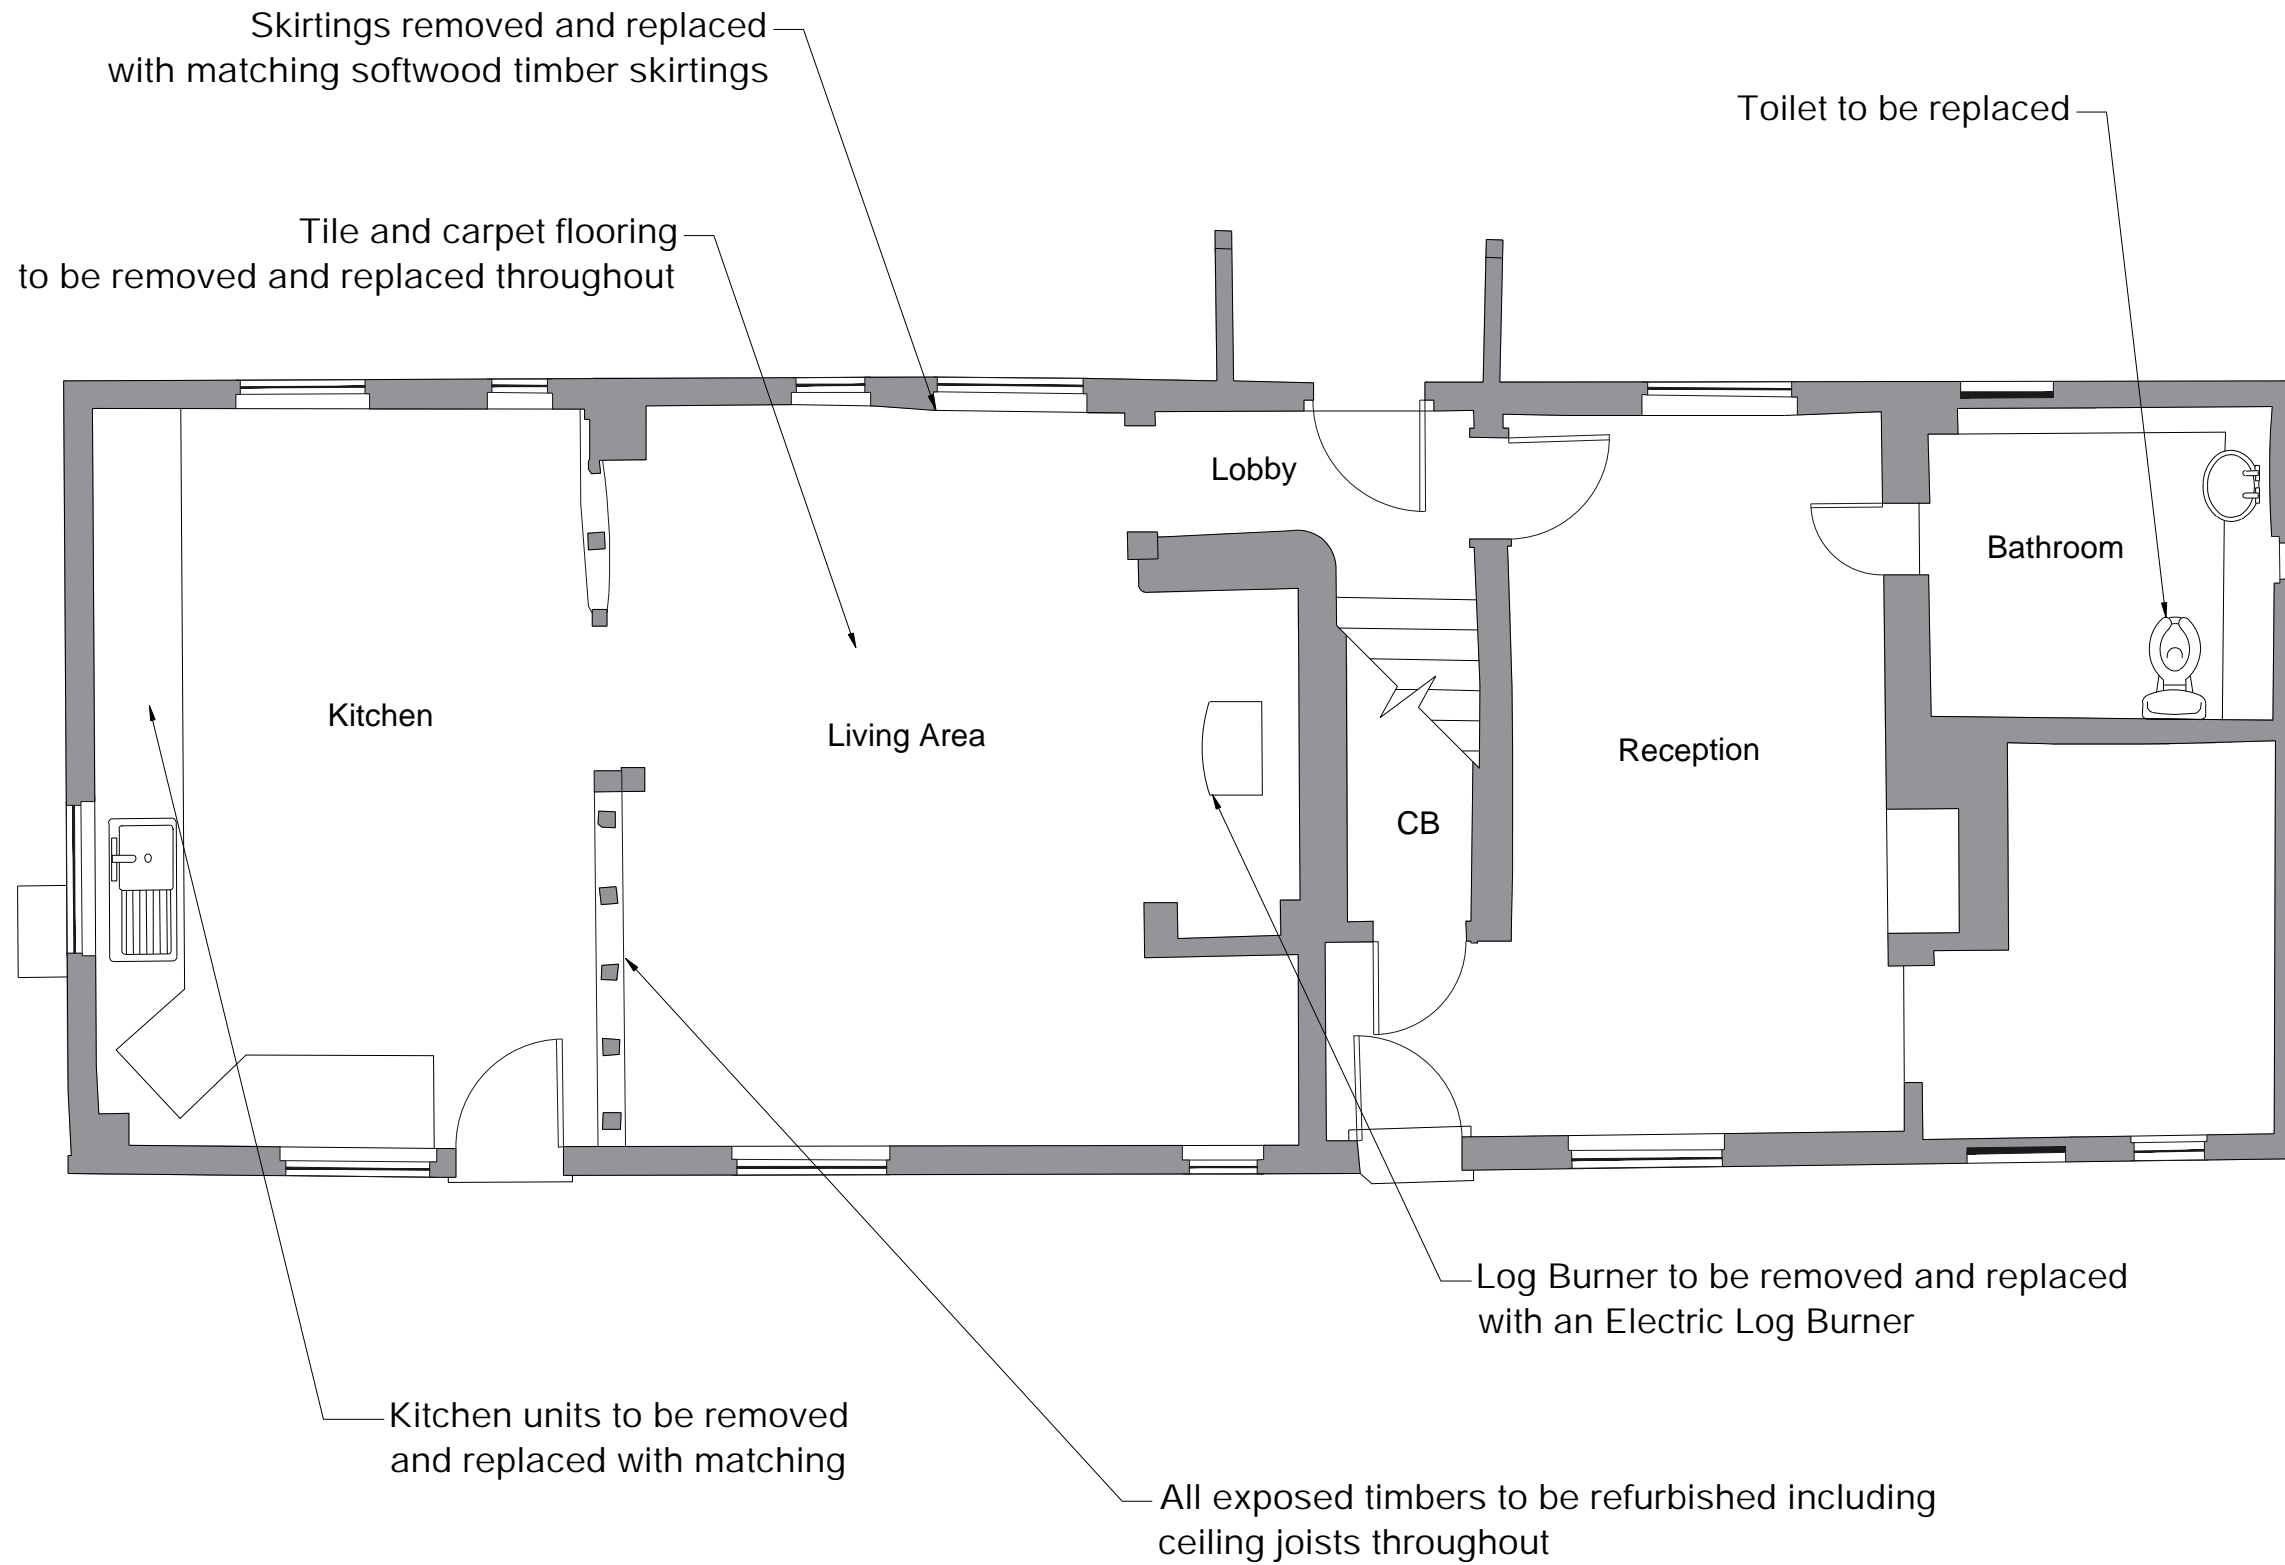 Skirtings removed and replaced
with matching softwood timber skirtings
Toilet to be replaced
Tile and carpet flooring
to be removed and replaced throughout
Lobby
Bathroom
Kitchen
Living Area
Reception
CB
Log Burner to be removed and replaced
with an Electric Log Burner
Kitchen units to be removed
and replaced with matching
All exposed timbers to be refurbished including
ceiling joists throughout